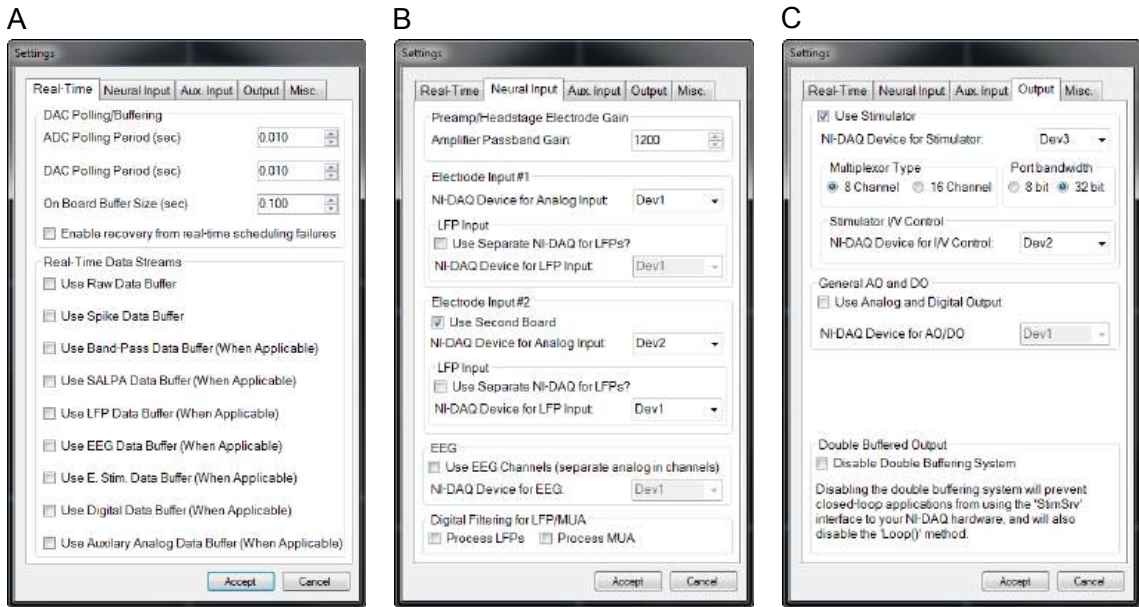 A
Settings
Real-Time Neural Input Aux. Input Output Misc.
DAC Polling/Buffering
ADC Polling Period (sec) 0.010
DAC Polling Period (sec) 0.010
On Board Buffer Size (sec) 0.100
Enable recovery from real-time scheduling failures
Real-Time Data Streams
Use Raw Data Buffer
Use Spike Data Buffer
Use Band-Pass Data Buffer (When Applicable)
Use SALPA Data Buffer (When Applicable)
Use LFP Data Buffer (When Applicable)
Use EEG Data Buffer (When Applicable)
Use E. Stim. Data Buffer (When Applicable)
Use Digital Data Buffer (When Applicable)
Use Auxilary Analog Data Buffer (When Applicable)
Accept Cancel
B
Settings
Real-Time Neural Input Aux. Input Output Misc.
Preamp/Headstage Electrode Gain
Amplifier Passband Gain: 1200
Electrode Input #1
NI-DAQ Device for Analog Input: Dev1
LFP Input
Use Separate NI-DAQ for LFPs?
NI-DAQ Device for LFP Input: Dev1
Electrode Input #2
Use Second Board
NI-DAQ Device for Analog Input: Dev2
LFP Input
Use Separate NI-DAQ for LFPs?
NI-DAQ Device for LFP Input: Dev1
EEG
Use EEG Channels (separate analog in channels)
NI-DAQ Device for EEG: Dev1
Digital Filtering for LFP/MUA
Process LFPs Process MUA
Accept Cancel
C
Settings
Real-Time Neural Input Aux. Input Output Misc.
Use Stimulator
NI-DAQ Device for Stimulator: Dev3
Multiplexor Type Port bandwidth
8 Channel 16 Channel 8 bit 32 bit
Stimulator I/V Control
NI-DAQ Device for I/V Control: Dev2
General AO and DO
Use Analog and Digital Output
NI-DAQ Device for AO/DO Dev1
Double Buffered Output
Disable Double Buffering System
Disabling the double buffering system will prevent
closed-loop applications from using the 'StimSrv'
interface to your NI-DAQ hardware, and will also
disable the 'Loop()' method.
Accept Cancel